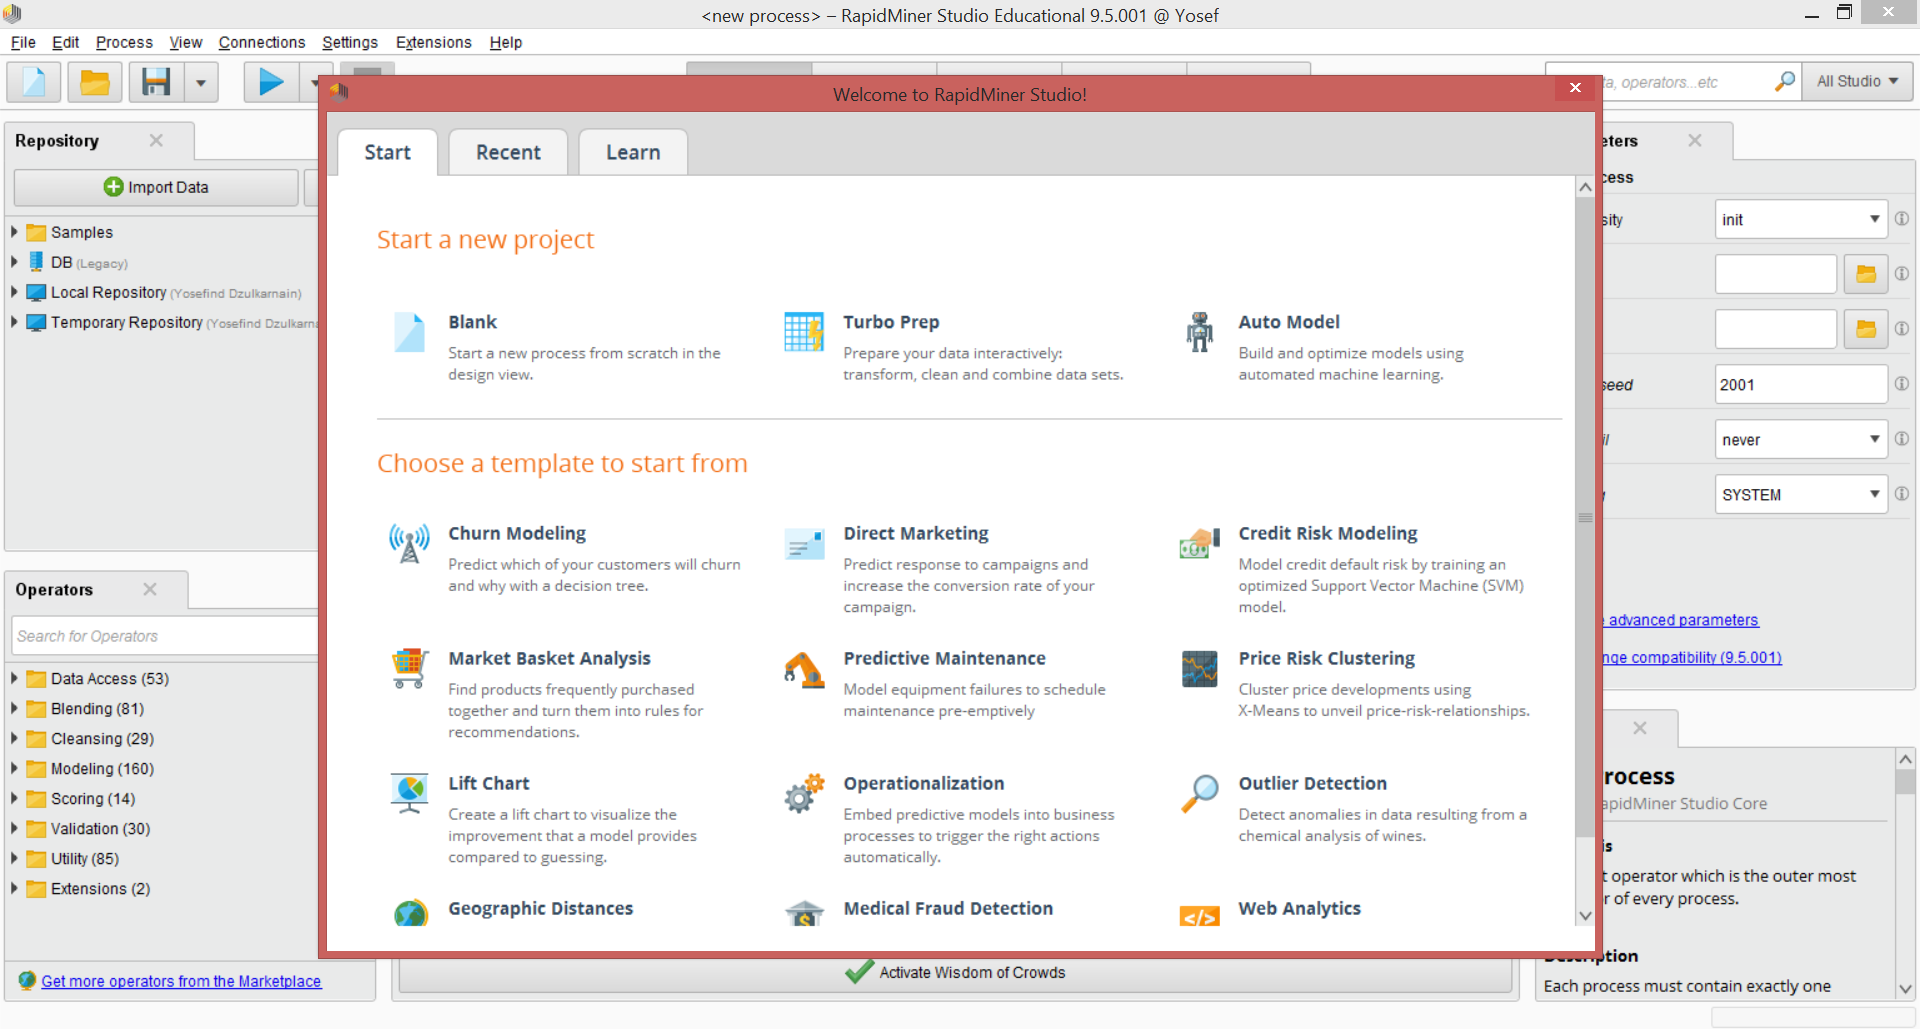 <new process> – RapidMiner Studio Educational 9.5.001 @ Yosef
File Edit Process View Connections Settings Extensions Help
operators...etc
All Studio
Repository
Import Data
Samples
DB (Legacy)
Local Repository (Yosefind Dzulkarnain)
Temporary Repository (Yosefind Dzulkarna
Operators
Search for Operators
Data Access (53)
Blending (81)
Cleansing (29)
Modeling (160)
Scoring (14)
Validation (30)
Utility (85)
Extensions (2)
Get more operators from the Marketplace
Welcome to RapidMiner Studio!
Start
Recent
Learn
Start a new project
Blank
Start a new process from scratch in the
design view.
Turbo Prep
Prepare your data interactively:
transform, clean and combine data sets.
Auto Model
Build and optimize models using
automated machine learning.
Choose a template to start from
Churn Modeling
Predict which of your customers will churn
and why with a decision tree.
Direct Marketing
Predict response to campaigns and
increase the conversion rate of your
campaign.
Credit Risk Modeling
Model credit default risk by training an
optimized Support Vector Machine (SVM)
model.
Market Basket Analysis
Find products frequently purchased
together and turn them into rules for
recommendations.
Predictive Maintenance
Model equipment failures to schedule
maintenance pre-emptively
Price Risk Clustering
Cluster price developments using
X-Means to unveil price-risk-relationships.
Lift Chart
Create a lift chart to visualize the
improvement that a model provides
compared to guessing.
Operationalization
Embed predictive models into business
processes to trigger the right actions
automatically.
Outlier Detection
Detect anomalies in data resulting from a
chemical analysis of wines.
Geographic Distances
Medical Fraud Detection
Web Analytics
Activate Wisdom of Crowds
eters
cess
sity
init
seed
2001
il
never
SYSTEM
advanced parameters
nge compatibility (9.5.001)
rocess
apidMiner Studio Core
is
t operator which is the outer most
r of every process.
Description
Each process must contain exactly one